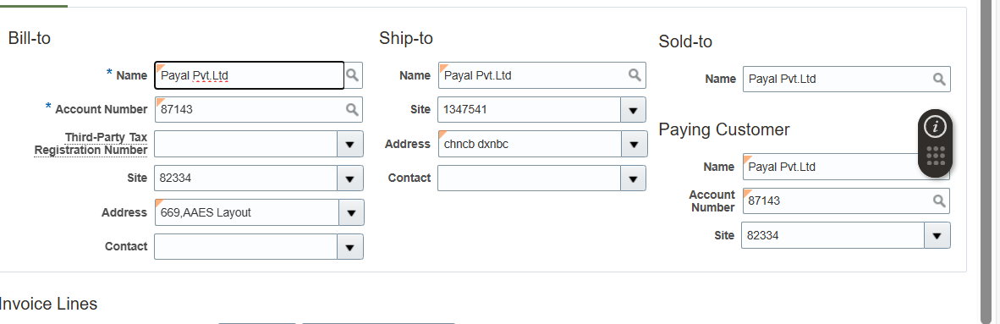 Bill-to
* Name Payal Pvt.Ltd
* Account Number 87143
Third-Party Tax
Registration Number
Site 82334
Address 669,AAES Layout
Contact
Ship-to
Name Payal Pvt.Ltd
Site 1347541
Address chncb dxnbc
Contact
Sold-to
Name Payal Pvt.Ltd
Paying Customer
Name Payal Pvt.Ltd
Account
Number 87143
Site 82334
i
Invoice Lines